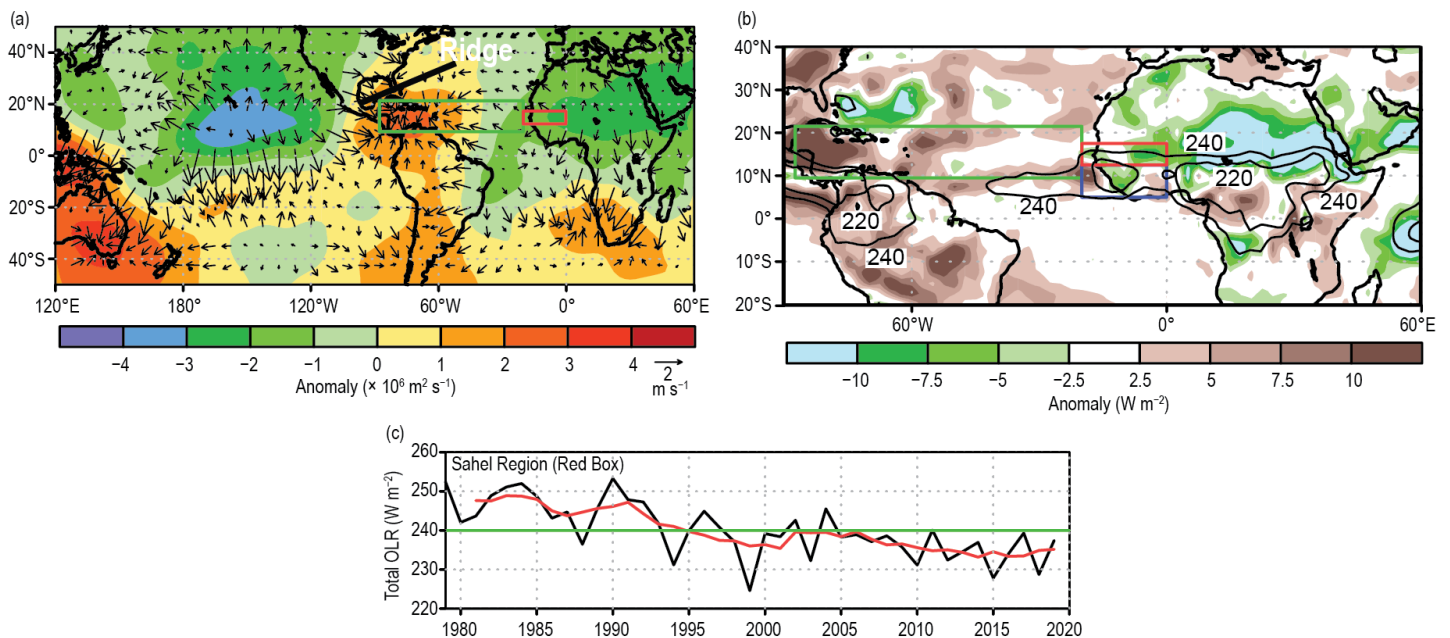 (a)
Ridge
40°N
20°N
0°
20°S
40°S
120°E 180° 120°W 60°W 0° 60°E
−4 −3 −2 −1 0 1 2 3 4
2
m s⁻¹
Anomaly (× 10⁶ m² s⁻¹)
(b)
40°N
30°N
20°N
10°N
0°
10°S
20°S
240
220
240
240
220
240
60°W 0° 60°E
−10 −7.5 −5 −2.5 2.5 5 7.5 10
Anomaly (W m⁻²)
(c)
Sahel Region (Red Box)
Total OLR (W m⁻²)
260
250
240
230
220
1980 1985 1990 1995 2000 2005 2010 2015 2020